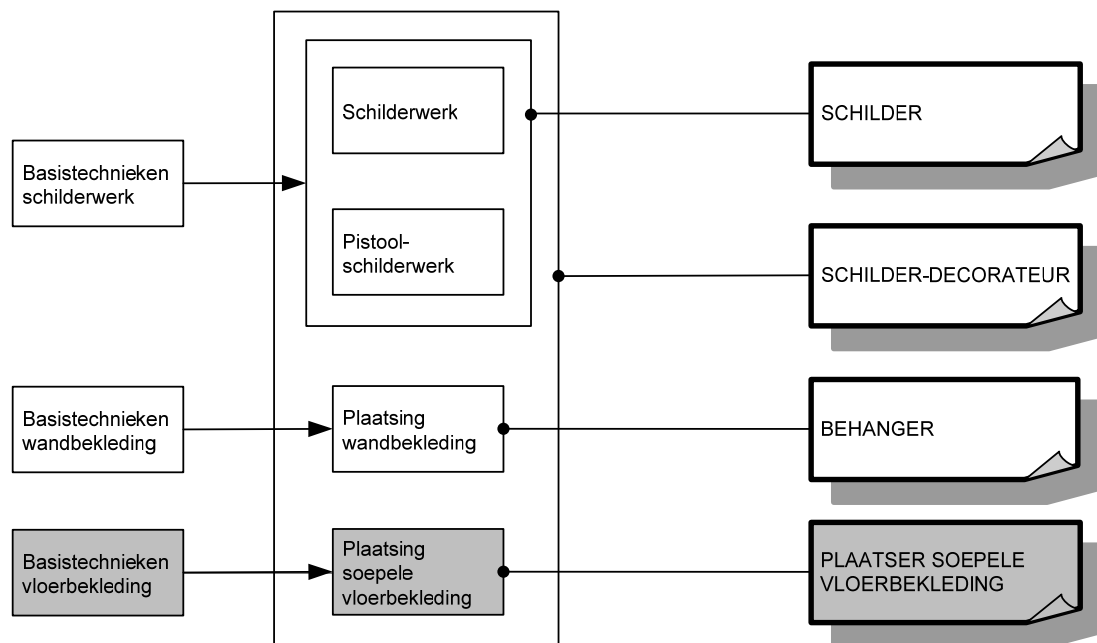 Basistechnieken
schilderwerk
Schilderwerk
Pistool-
schilderwerk
SCHILDER
SCHILDER-DECORATEUR
Basistechnieken
wandbekleding
Plaatsing
wandbekleding
BEHANGER
Basistechnieken
vloerbekleding
Plaatsing
soepele
vloerbekleding
PLAATSER SOEPELE
VLOERBEKLEDING